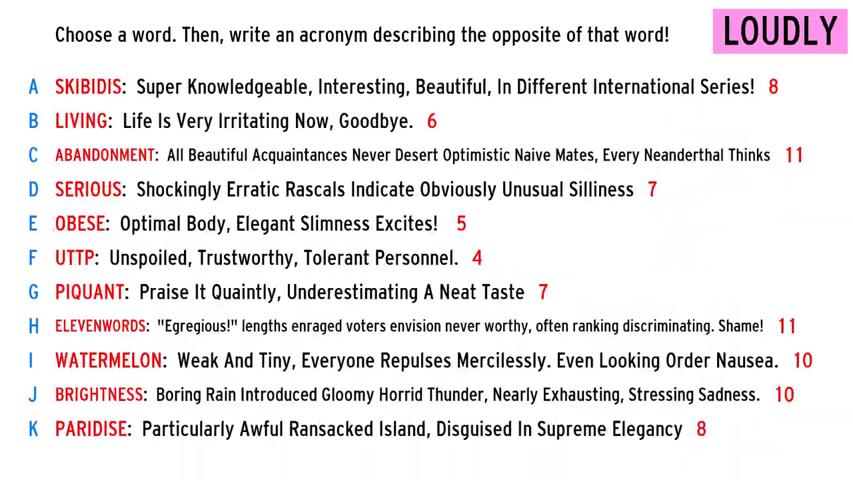 Choose a word. Then, write an acronym describing the opposite of that word!
LOUDLY
A SKIBIDIS: Super Knowledgeable, Interesting, Beautiful, In Different International Series! 8
B LIVING: Life Is Very Irritating Now, Goodbye. 6
C ABANDONMENT: All Beautiful Acquaintances Never Desert Optimistic Naive Mates, Every Neanderthal Thinks 11
D SERIOUS: Shockingly Erratic Rascals Indicate Obviously Unusual Silliness 7
E OBESE: Optimal Body, Elegant Slimness Excites! 5
F UTTP: Unspoiled, Trustworthy, Tolerant Personnel. 4
G PIQUANT: Praise It Quaintly, Underestimating A Neat Taste 7
H ELEVENWORDS: "Egregious!" lengths enraged voters envision never worthy, often ranking discriminating. Shame! 11
I WATERMELON: Weak And Tiny, Everyone Repulses Mercilessly. Even Looking Order Nausea. 10
J BRIGHTNESS: Boring Rain Introduced Gloomy Horrid Thunder, Nearly Exhausting, Stressing Sadness. 10
K PARIDISE: Particularly Awful Ransacked Island, Disguised In Supreme Elegancy 8